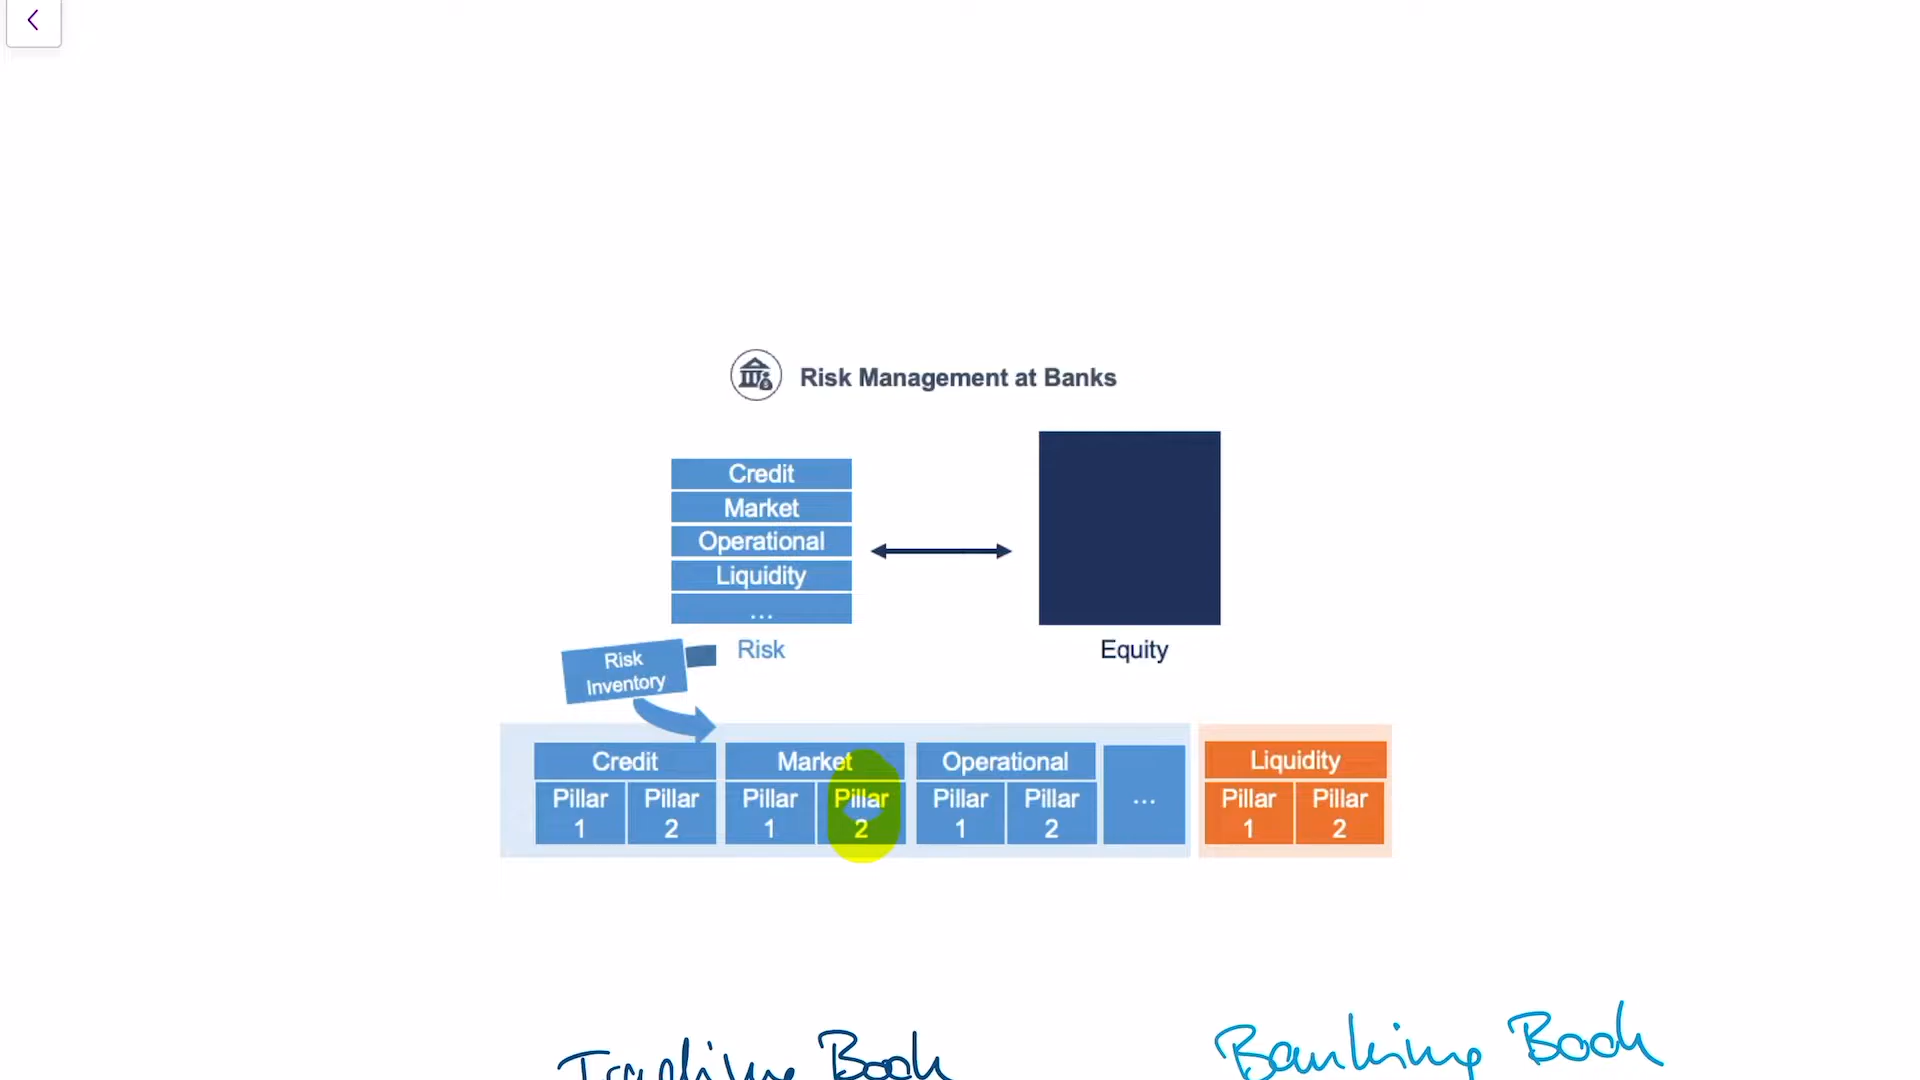 Risk Management at Banks
Credit
Market
Operational
Liquidity
...
Risk
Equity
Risk
Inventory
Credit
Market
Operational
...
Liquidity
Pillar
1
Pillar
2
Pillar
1
Pillar
2
Pillar
1
Pillar
2
Pillar
1
Pillar
2
Trading Book
Banking Book